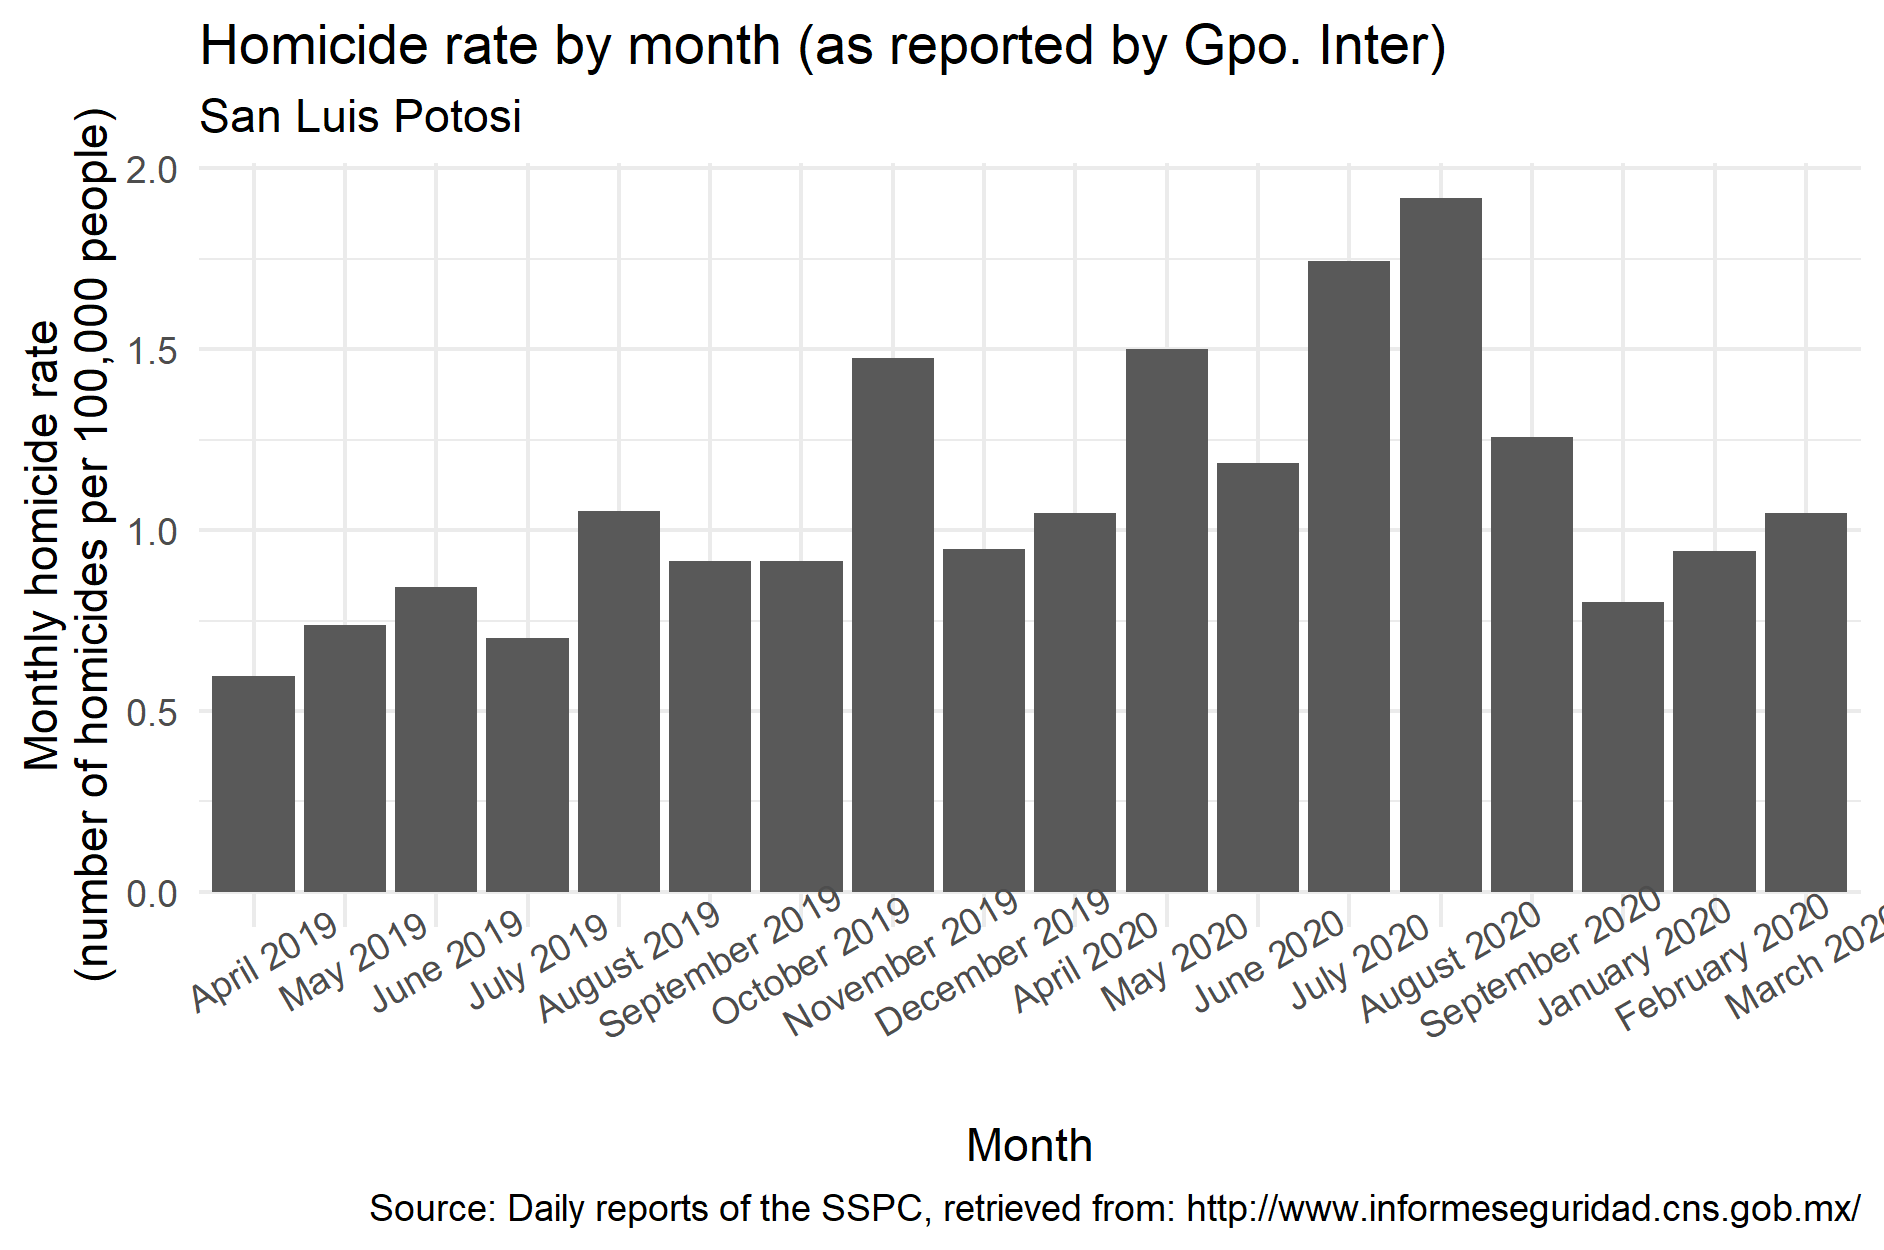 Homicide rate by month (as reported by Gpo. Inter)
San Luis Potosi
Monthly homicide rate
(number of homicides per 100,000 people)
2.0
1.5
1.0
0.5
0.0
April 2019
May 2019
June 2019
July 2019
August 2019
September 2019
October 2019
November 2019
December 2019
April 2020
May 2020
June 2020
July 2020
August 2020
September 2020
January 2020
February 2020
March 2020
Month
Source: Daily reports of the SSPC, retrieved from: http://www.informeseguridad.cns.gob.mx/